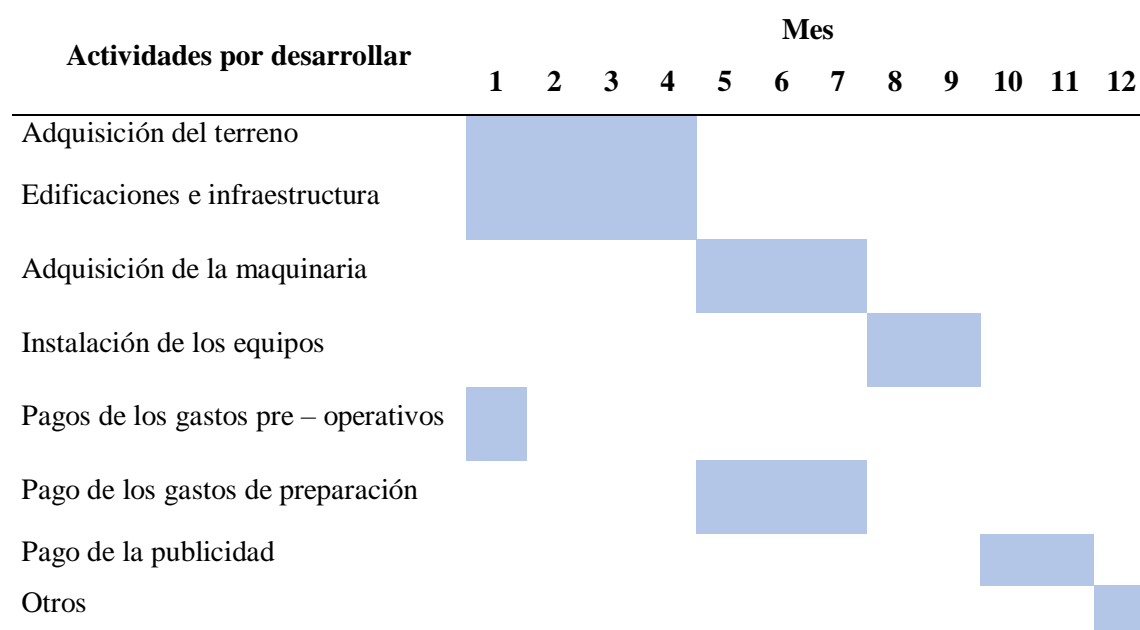 Mes
Actividades por desarrollar
1 2 3 4 5 6 7 8 9 10 11 12
Adquisición del terreno
Edificaciones e infraestructura
Adquisición de la maquinaria
Instalación de los equipos
Pagos de los gastos pre – operativos
Pago de los gastos de preparación
Pago de la publicidad
Otros